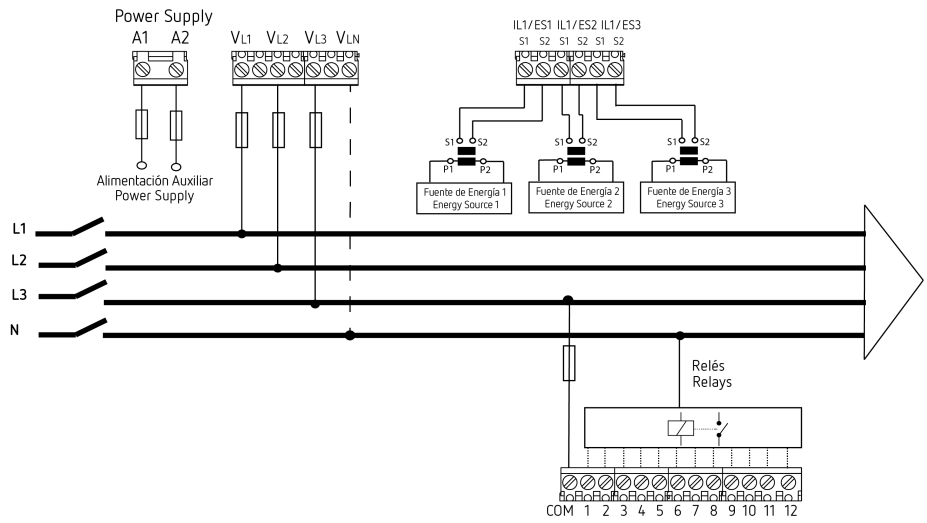 Power Supply
A1 A2
VL1 VL2 VL3 VLN
IL1/ES1 IL1/ES2 IL1/ES3
S1 S2 S1 S2 S1 S2
S1 S2 S1 S2 S1 S2
P1 P2 P1 P2 P1 P2
Alimentación Auxiliar
Power Supply
Fuente de Energía 1
Energy Source 1
Fuente de Energía 2
Energy Source 2
Fuente de Energía 3
Energy Source 3
L1
L2
L3
N
Relés
Relays
COM 1 2 3 4 5 6 7 8 9 10 11 12